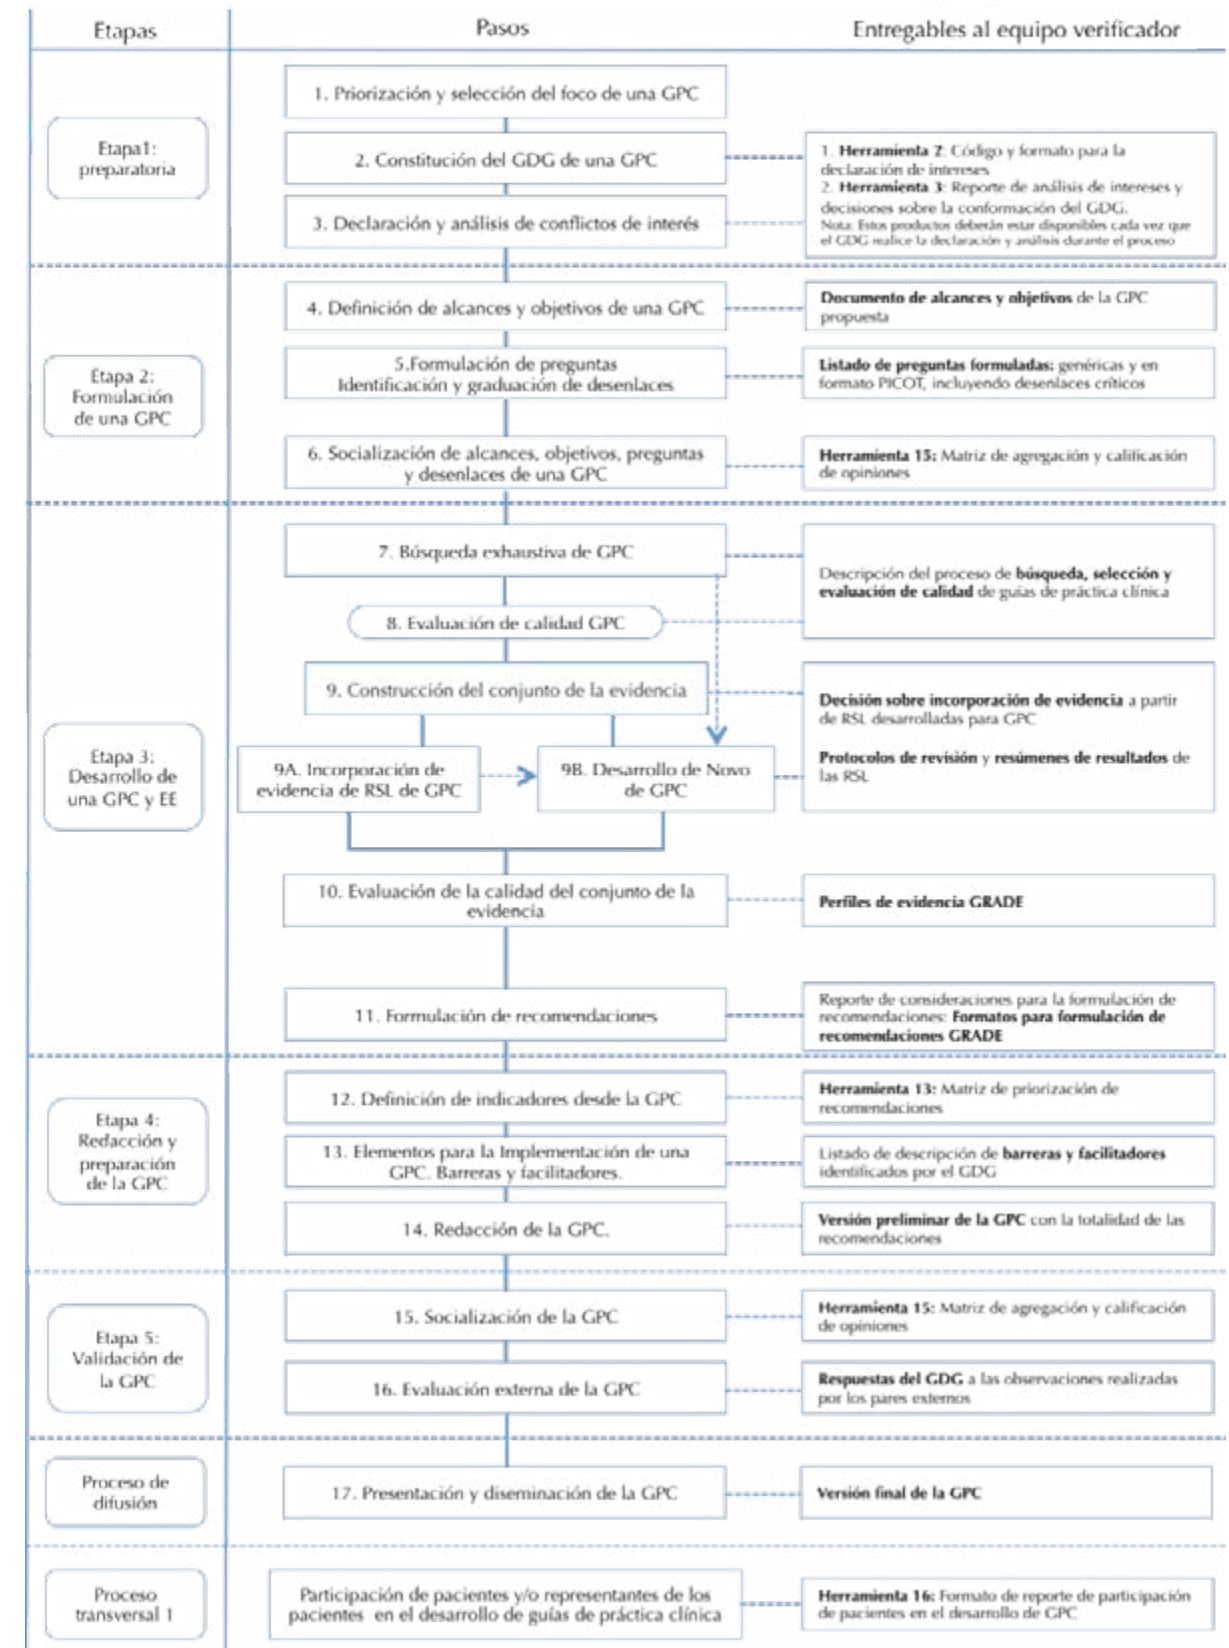 Etapas
Pasos
Entregables al equipo verificador
Etapa1:
preparatoria
1. Priorización y selección del foco de una GPC
2. Constitución del GDG de una GPC
3. Declaración y análisis de conflictos de interés
1. Herramienta 2: Código y formato para la
declaración de intereses
2. Herramienta 3: Reporte de análisis de intereses y
decisiones sobre la conformación del GDG.
Nota: Estos productos deberán estar disponibles cada vez que
el GDG realice la declaración y análisis durante el proceso
Etapa 2:
Formulación
de una GPC
4. Definición de alcances y objetivos de una GPC
Documento de alcances y objetivos de la GPC
propuesta
5.Formulación de preguntas
Identificación y graduación de desenlaces
Listado de preguntas formuladas: genéricas y en
formato PICOT, incluyendo desenlaces críticos
6. Socialización de alcances, objetivos, preguntas
y desenlaces de una GPC
Herramienta 15: Matriz de agregación y calificación
de opiniones
Etapa 3:
Desarrollo de
una GPC y EE
7. Búsqueda exhaustiva de GPC
8. Evaluación de calidad GPC
Descripción del proceso de búsqueda, selección y
evaluación de calidad de guías de práctica clínica
9. Construcción del conjunto de la evidencia
9A. Incorporación de
evidencia de RSL de GPC
9B. Desarrollo de Novo
de GPC
Decisión sobre incorporación de evidencia a partir
de RSL desarrolladas para GPC
Protocolos de revisión y resúmenes de resultados de
las RSL
10. Evaluación de la calidad del conjunto de la
evidencia
Perfiles de evidencia GRADE
11. Formulación de recomendaciones
Reporte de consideraciones para la formulación de
recomendaciones: Formatos para formulación de
recomendaciones GRADE
Etapa 4:
Redacción y
preparación
de la GPC
12. Definición de indicadores desde la GPC
Herramienta 13: Matriz de priorización de
recomendaciones
13. Elementos para la Implementación de una
GPC. Barreras y facilitadores.
Listado de descripción de barreras y facilitadores
identificados por el GDG
14. Redacción de la GPC.
Versión preliminar de la GPC con la totalidad de las
recomendaciones
Etapa 5:
Validación de
la GPC
15. Socialización de la GPC
Herramienta 15: Matriz de agregación y calificación
de opiniones
16. Evaluación externa de la GPC
Respuestas del GDG a las observaciones realizadas
por los pares externos
Proceso de
difusión
17. Presentación y diseminación de la GPC
Versión final de la GPC
Proceso
transversal 1
Participación de pacientes y/o representantes de los
pacientes en el desarrollo de guías de práctica clínica
Herramienta 16: Formato de reporte de participación
de pacientes en el desarrollo de GPC